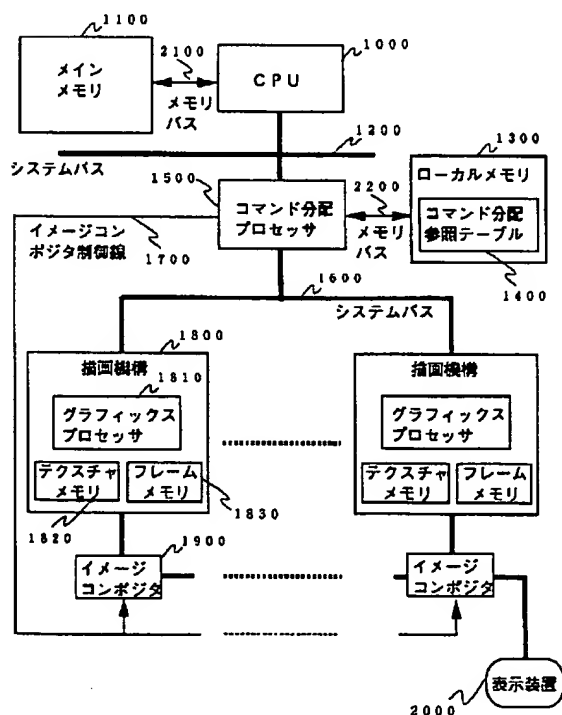 1100
メイン
メモリ
2100
メモリ
バス
1000
CPU
1200
システムバス
1500
コマンド分配
プロセッサ
2200
メモリ
バス
1300
ローカルメモリ
コマンド分配
参照テーブル
1400
イメージコン
ポジタ制御線
1700
1600
システムバス
1800
描画機構
1810
グラフィックス
プロセッサ
テクスチャ
メモリ
フレーム
メモリ
1820
1830
1900
イメージ
コンポジタ
描画機構
グラフィックス
プロセッサ
テクスチャ
メモリ
フレーム
メモリ
イメージ
コンポジタ
表示装置
2000